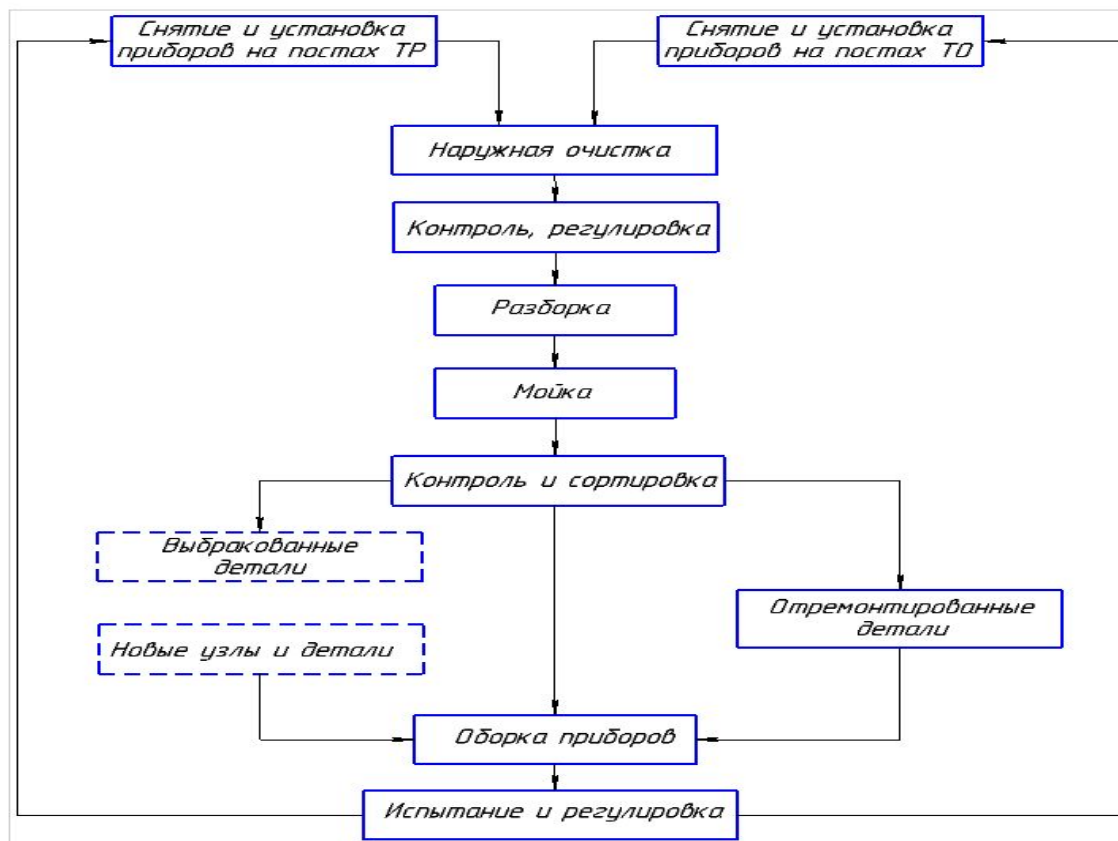 Снятие и установка
приборов на постах ТР
Снятие и установка
приборов на постах ТО
Наружная очистка
Контроль, регулировка
Разборка
Мойка
Контроль и сортировка
Выбракованные
детали
Отремонтированные
детали
Новые узлы и детали
Оборка приборов
Испытание и регулировка